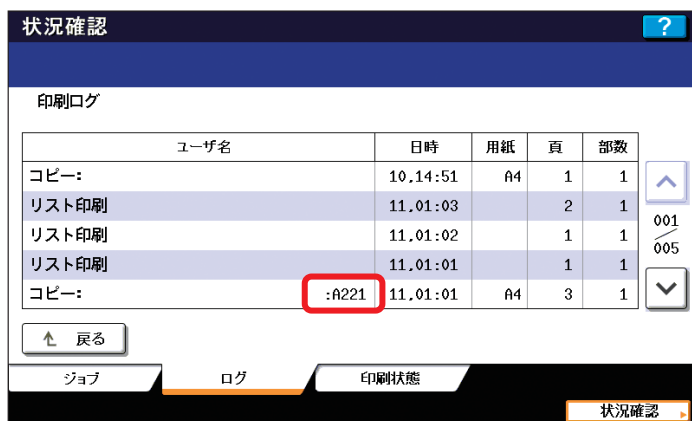 状況確認 ?
印刷ログ
ユーザ名 日時 用紙 頁 部数
コピー: 10,14:51 A4 1 1
リスト印刷 11,01:03 2 1
リスト印刷 11,01:02 1 1
リスト印刷 11,01:01 1 1
コピー: :A221 11,01:01 A4 3 1
001
005
戻る
ジョブ ログ 印刷状態
状況確認